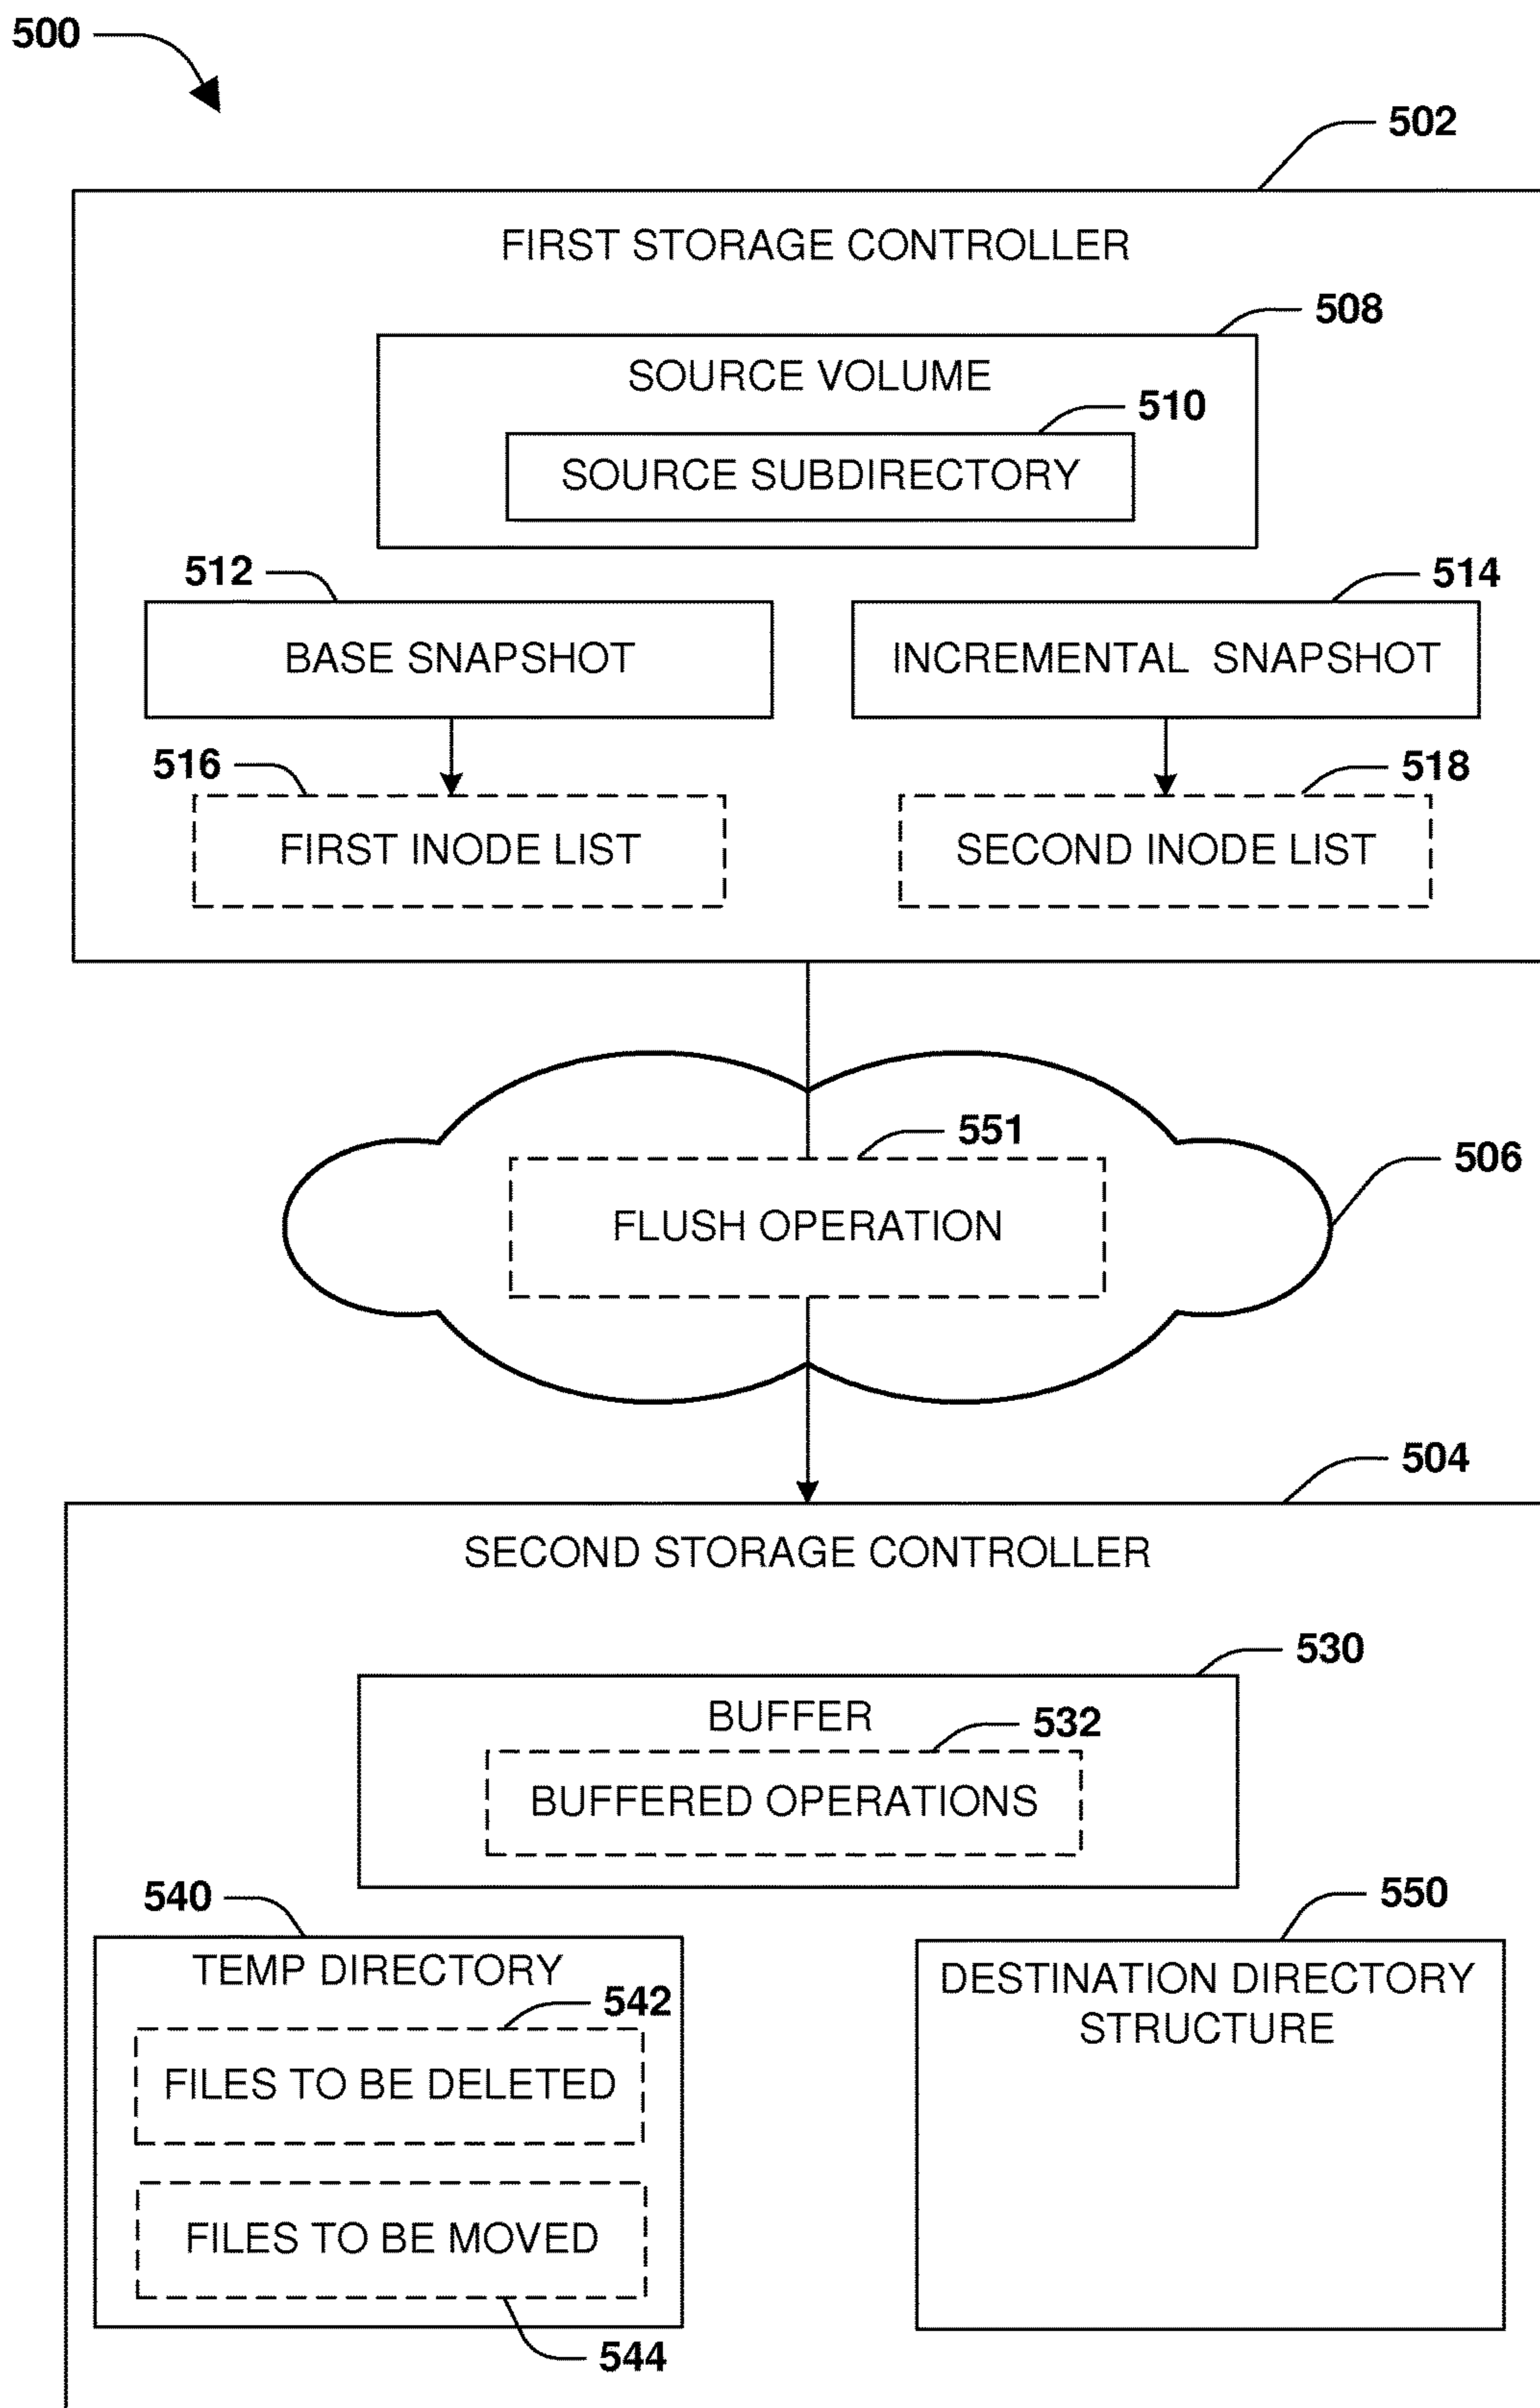 500
502
FIRST STORAGE CONTROLLER
508
SOURCE VOLUME
510
SOURCE SUBDIRECTORY
512
514
BASE SNAPSHOT
INCREMENTAL SNAPSHOT
516
518
FIRST INODE LIST
SECOND INODE LIST
551
506
FLUSH OPERATION
504
SECOND STORAGE CONTROLLER
530
BUFFER
532
BUFFERED OPERATIONS
540
550
TEMP DIRECTORY
DESTINATION DIRECTORY
STRUCTURE
542
FILES TO BE DELETED
FILES TO BE MOVED
544